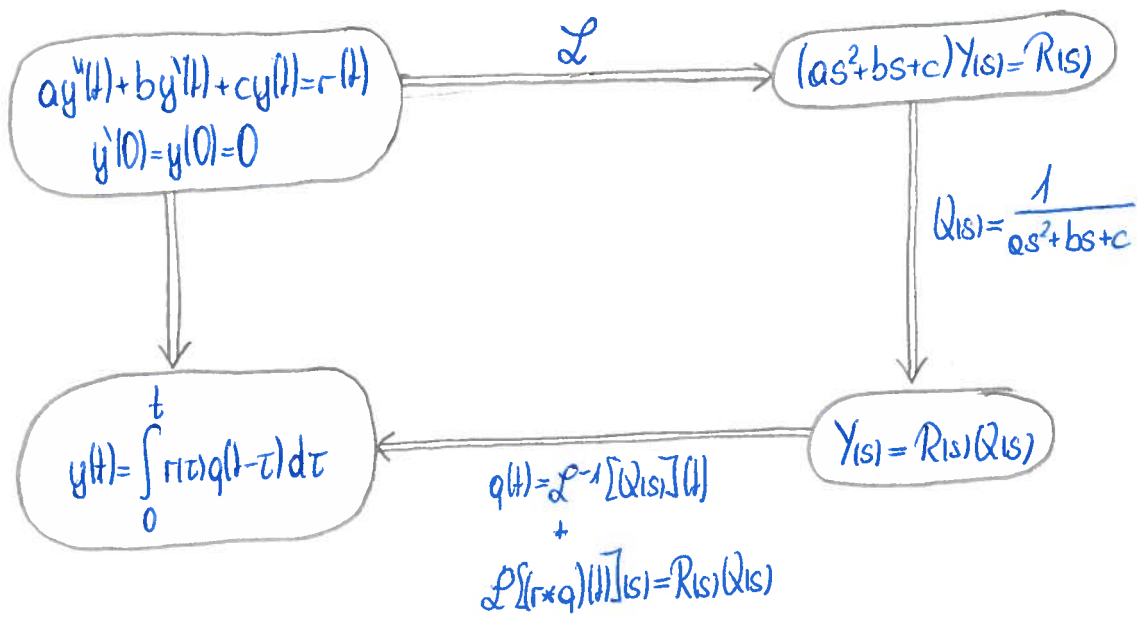 ay''(t)+by'(t)+cy(t)=r(t)
y'(0)=y(0)=0
ℒ
(as²+bs+c)Y(s)=R(s)
Q(s)=1/(as²+bs+c)
Y(s)=R(s)Q(s)
q(t)=ℒ⁻¹[Q(s)](t)
+
ℒ[(r*q)(t)](s)=R(s)Q(s)
y(t)=∫₀ᵗ r(τ)q(t-τ)dτ